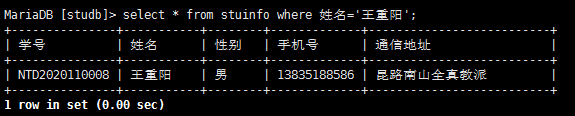 MariaDB [studb]> select * from stuinfo where 姓名='王重阳';
+---------------+-----------+--------+-------------+--------------------------+
| 学号 | 姓名 | 性别 | 手机号 | 通信地址 |
+---------------+-----------+--------+-------------+--------------------------+
| NTD2020110008 | 王重阳 | 男 | 13835188586 | 昆路南山全真教派 |
+---------------+-----------+--------+-------------+--------------------------+
1 row in set (0.00 sec)